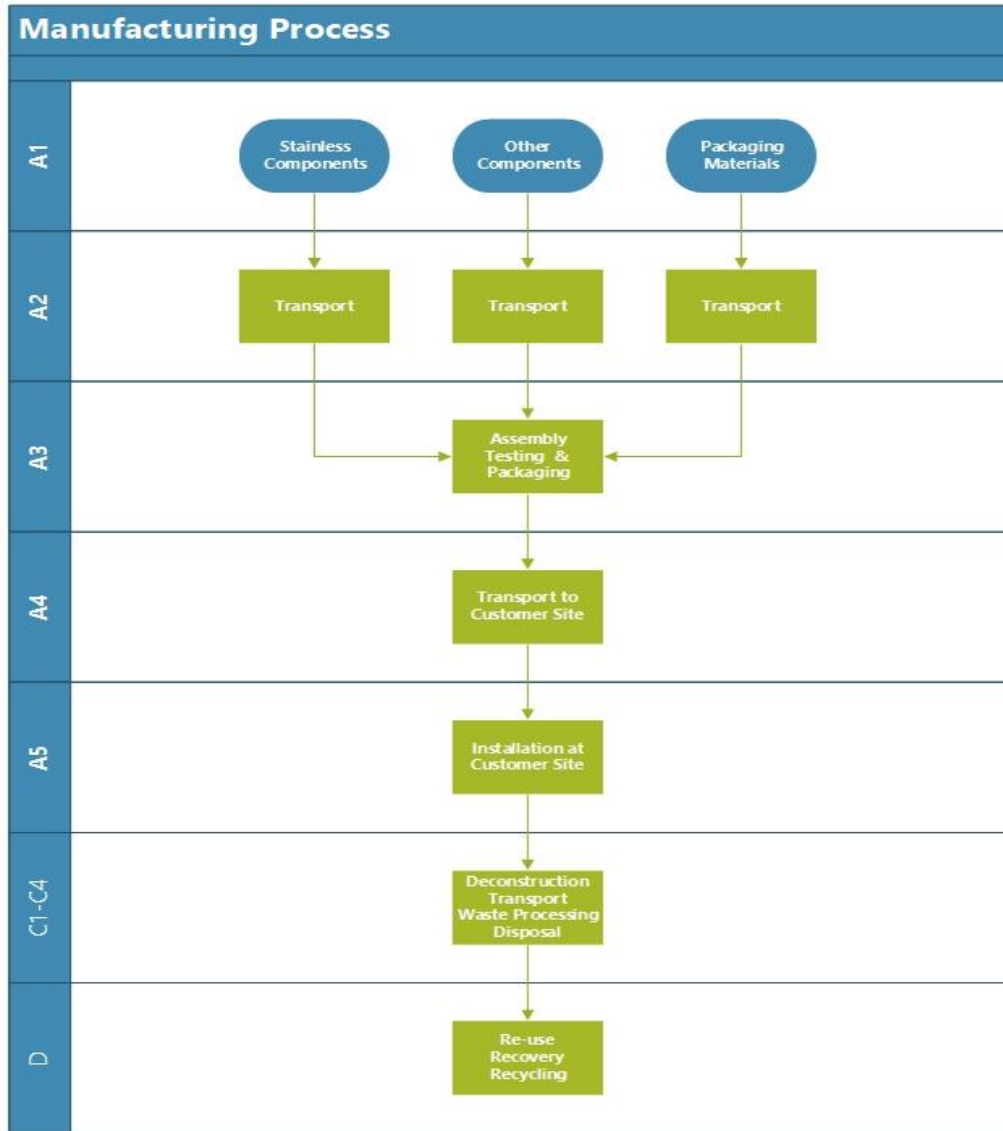 Manufacturing Process
A1
Stainless
Components
Other
Components
Packaging
Materials
A2
Transport
Transport
Transport
A3
Assembly
Testing &
Packaging
A4
Transport to
Customer Site
A5
Installation at
Customer Site
C1-C4
Deconstruction
Transport
Waste Processing
Disposal
D
Re-use
Recovery
Recycling